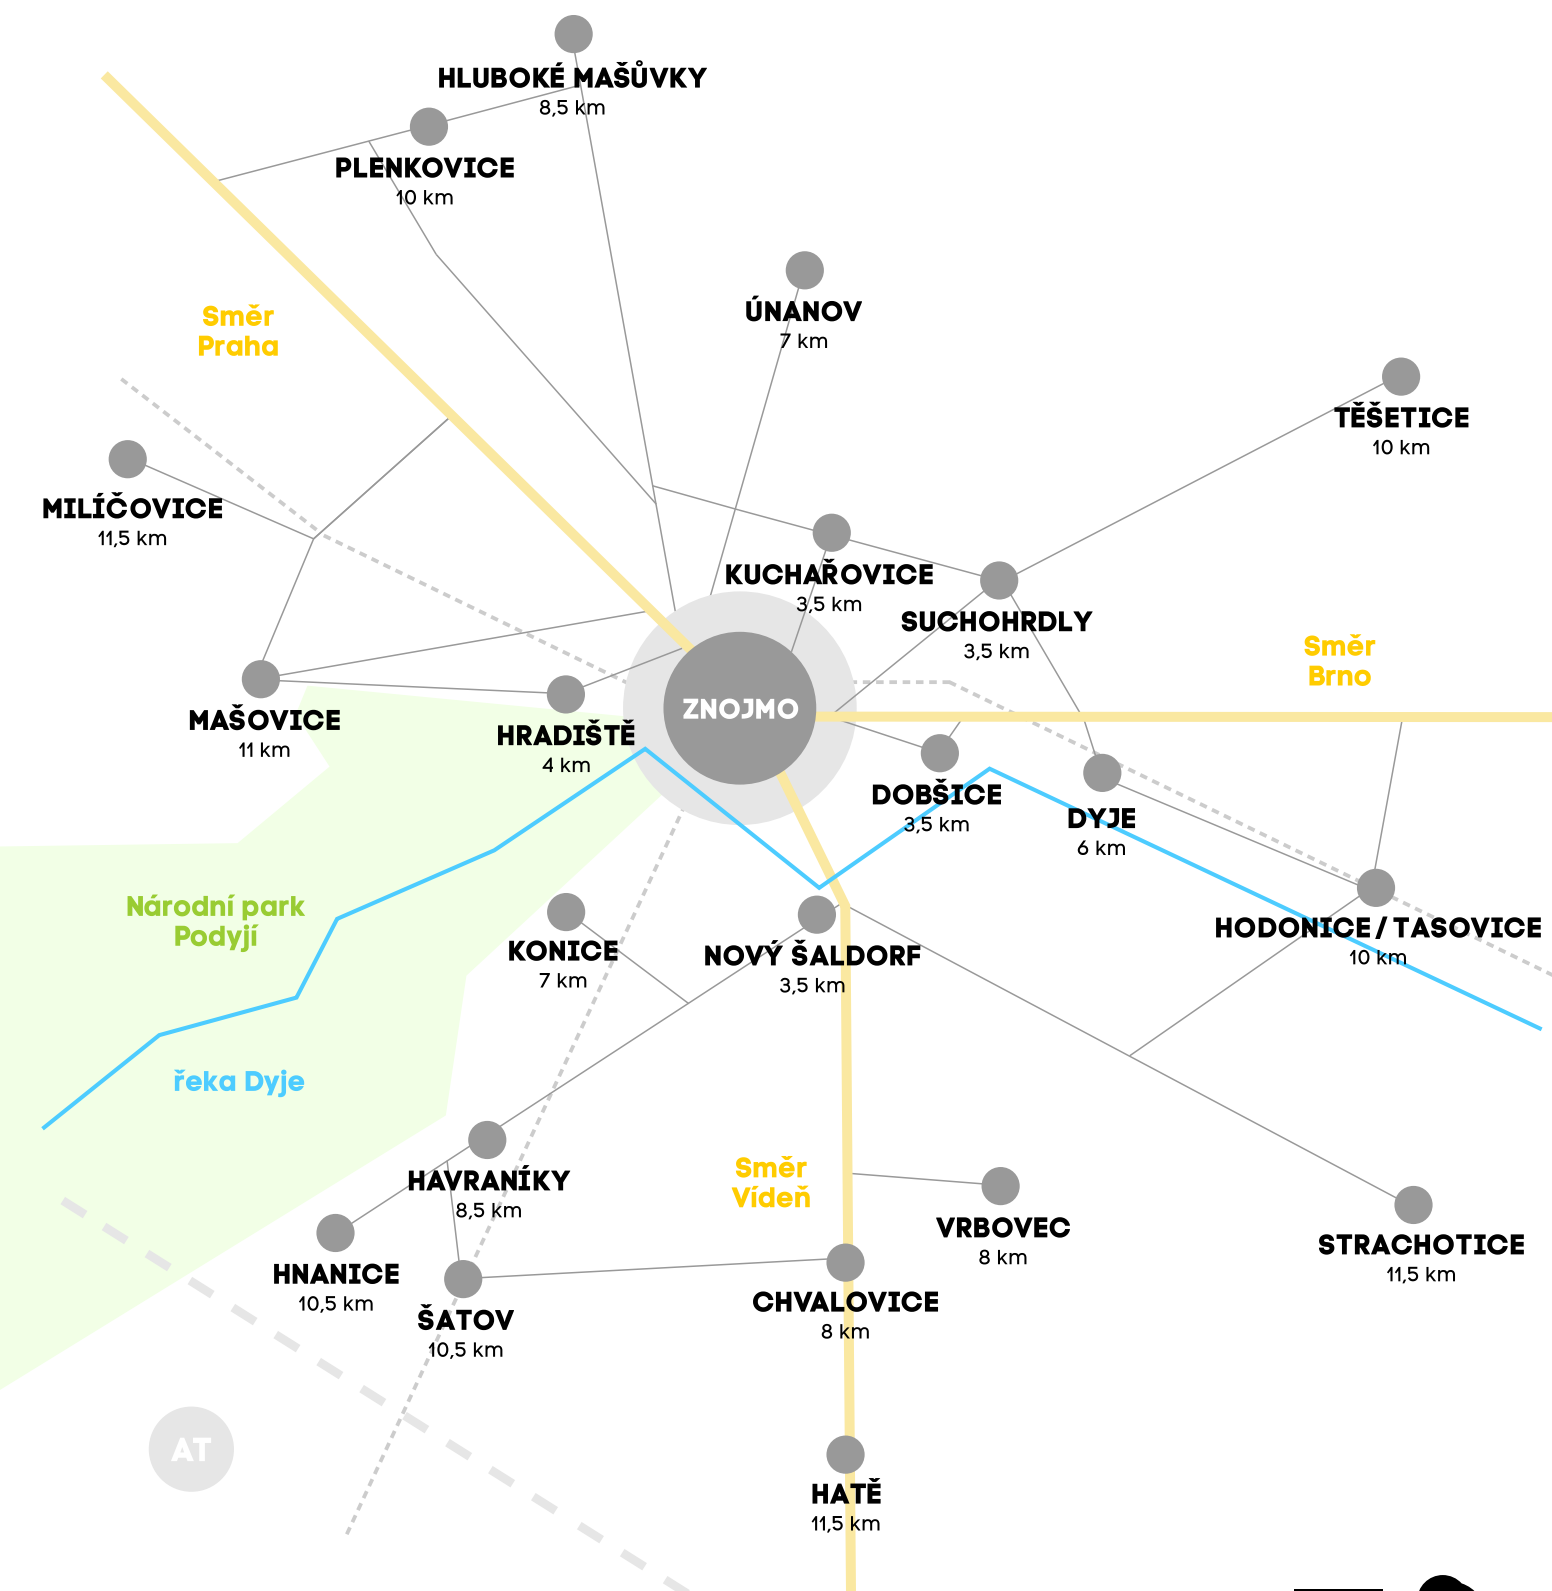 HLUBOKÉ MAŠŮVKY
8,5 km
PLENKOVICE
10 km
Směr
Praha
ÚNANOV
7 km
TĚŠETICE
10 km
MILÍČOVICE
11,5 km
KUCHAŘOVICE
3,5 km
SUCHOHRDLY
3,5 km
Směr
Brno
MAŠOVICE
11 km
HRADIŠTĚ
4 km
ZNOJMO
DOBŠICE
3,5 km
DYJE
6 km
Národní park
Podyjí
KONICE
7 km
NOVÝ ŠALDORF
3,5 km
HODONICE / TASOVICE
10 km
řeka Dyje
HAVRANÍKY
8,5 km
Směr
Vídeň
VRBOVEC
8 km
STRACHOTICE
11,5 km
HNANICE
10,5 km
ŠATOV
10,5 km
CHVALOVICE
8 km
AT
HATĚ
11,5 km